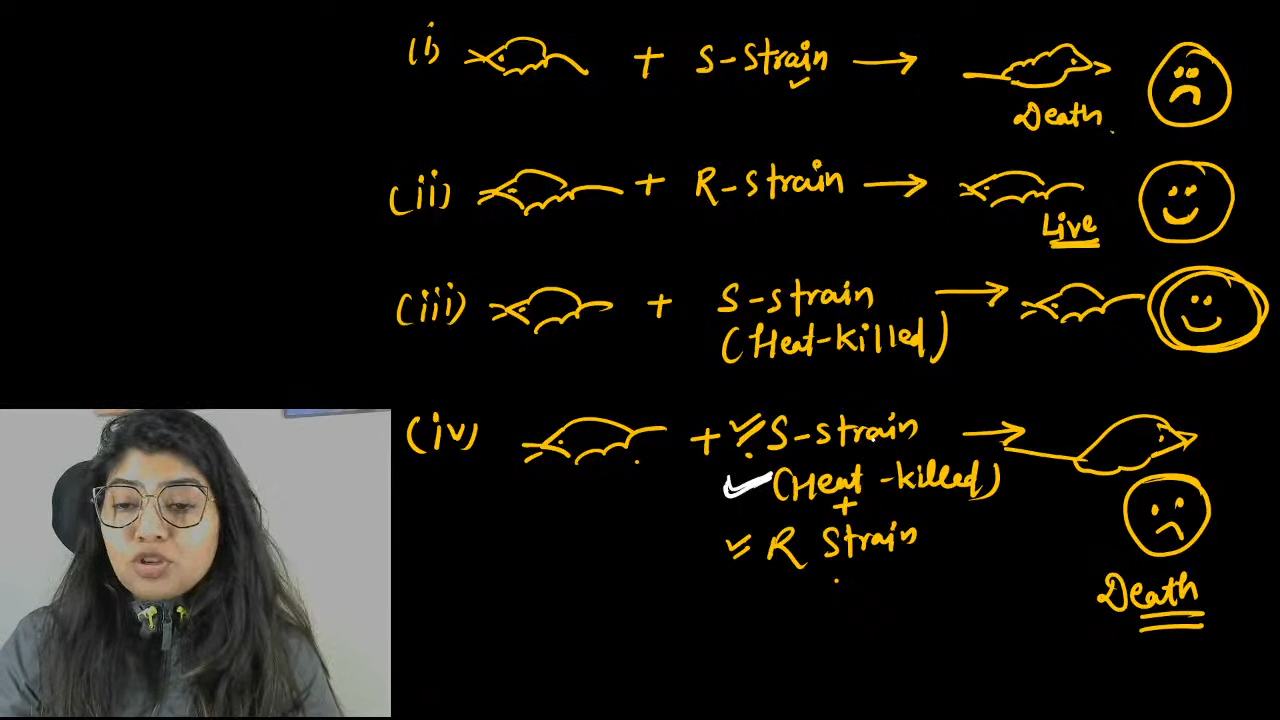 (i) + S-Strain →
Death
(ii) + R-Strain →
Live
(iii) + S-strain →
(Heat-killed)
(iv) + S-strain →
(Heat-killed)
+
R Strain
Death